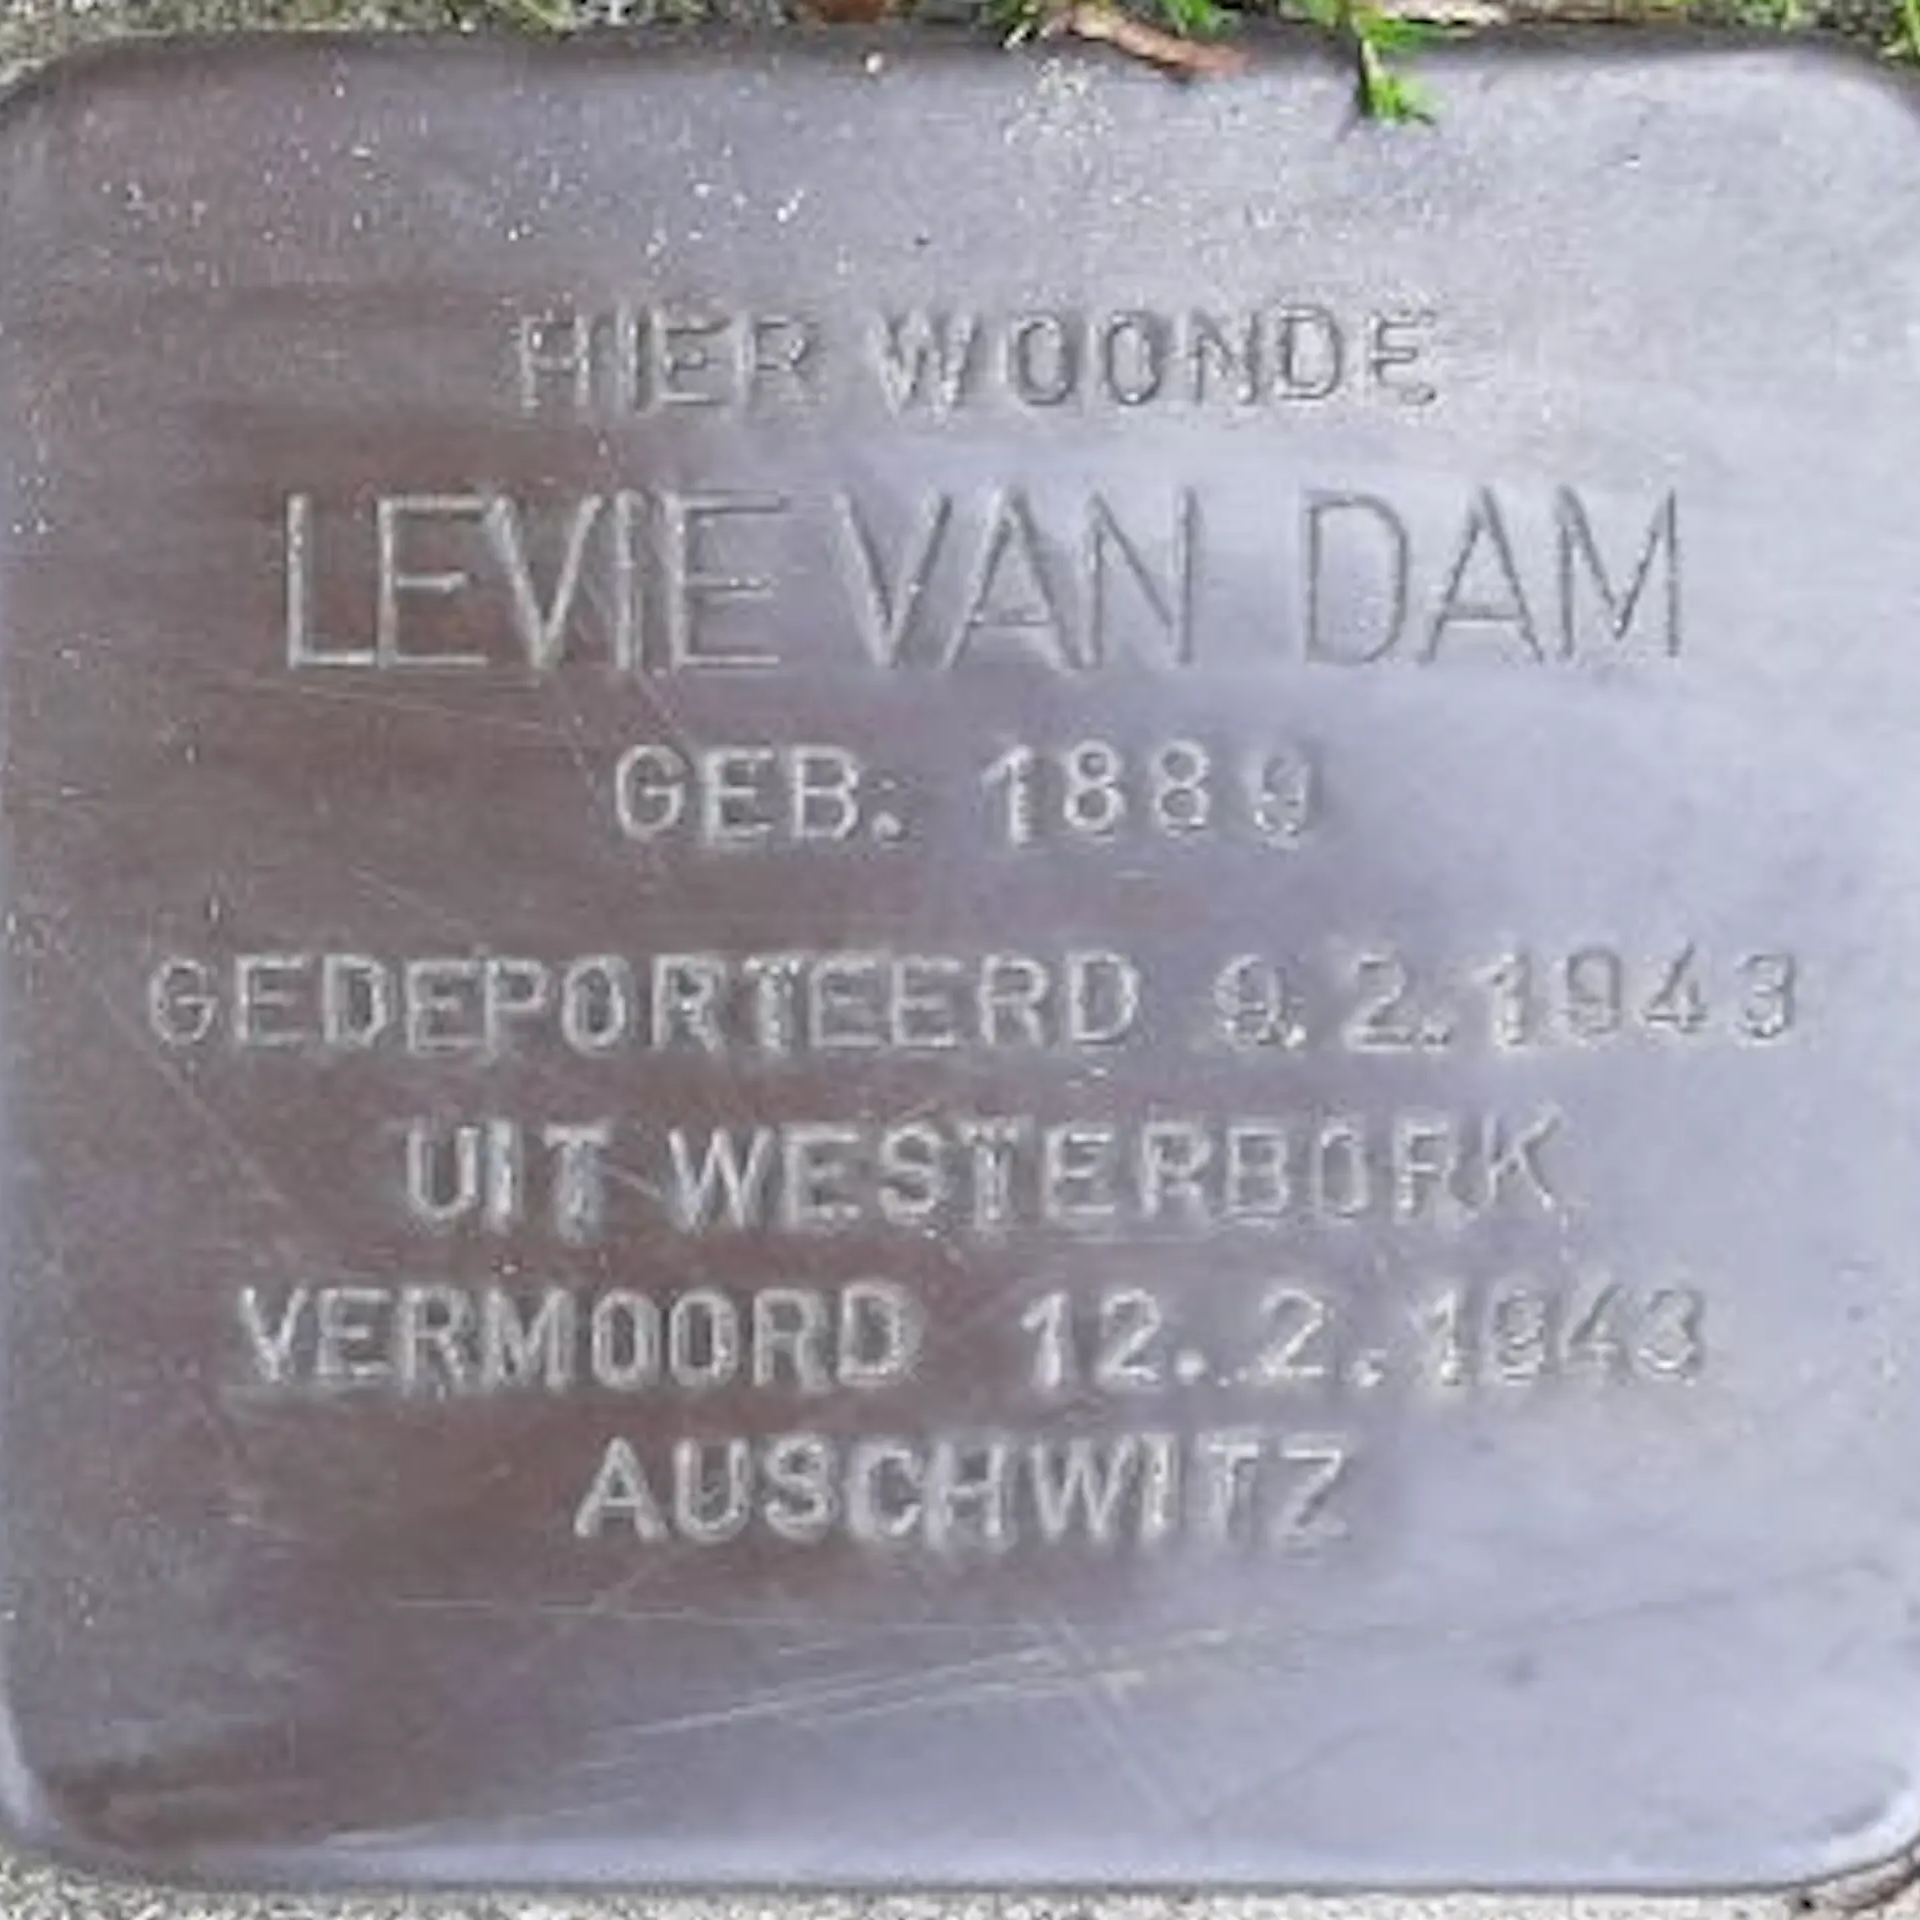 HIER WOONDE
LEVIE VAN DAM
GEB. 1889
GEDEPORTEERD 9.2.1943
UIT WESTERBORK
VERMOORD 12.2.1943
AUSCHWITZ